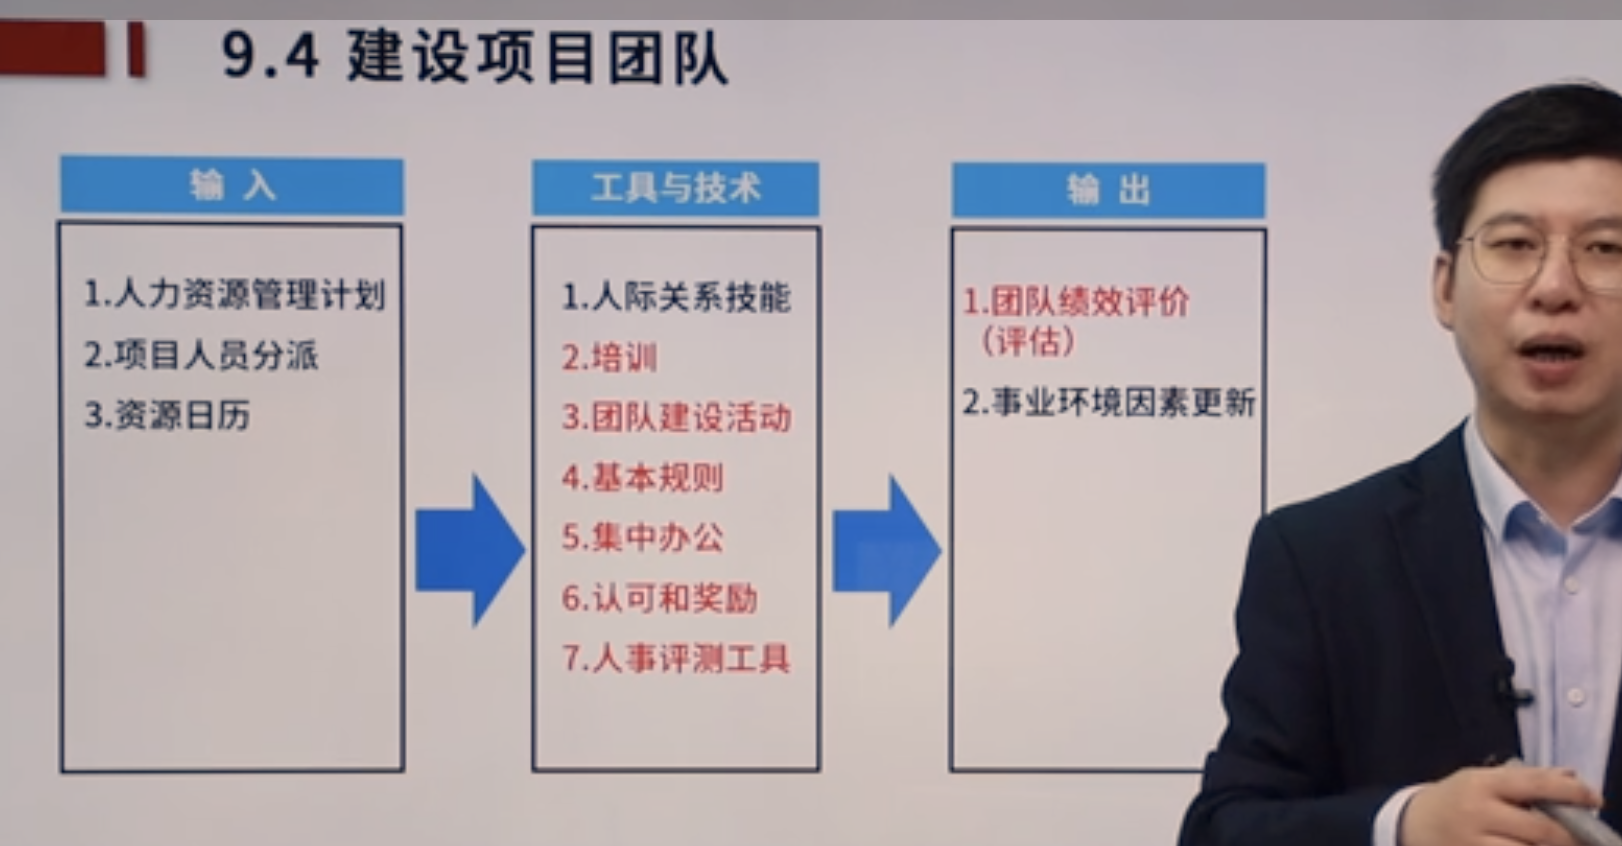 9.4 建设项目团队
输 入
1.人力资源管理计划
2.项目人员分派
3.资源日历
工具与技术
1.人际关系技能
2.培训
3.团队建设活动
4.基本规则
5.集中办公
6.认可和奖励
7.人事评测工具
输 出
1.团队绩效评价
（评估）
2.事业环境因素更新